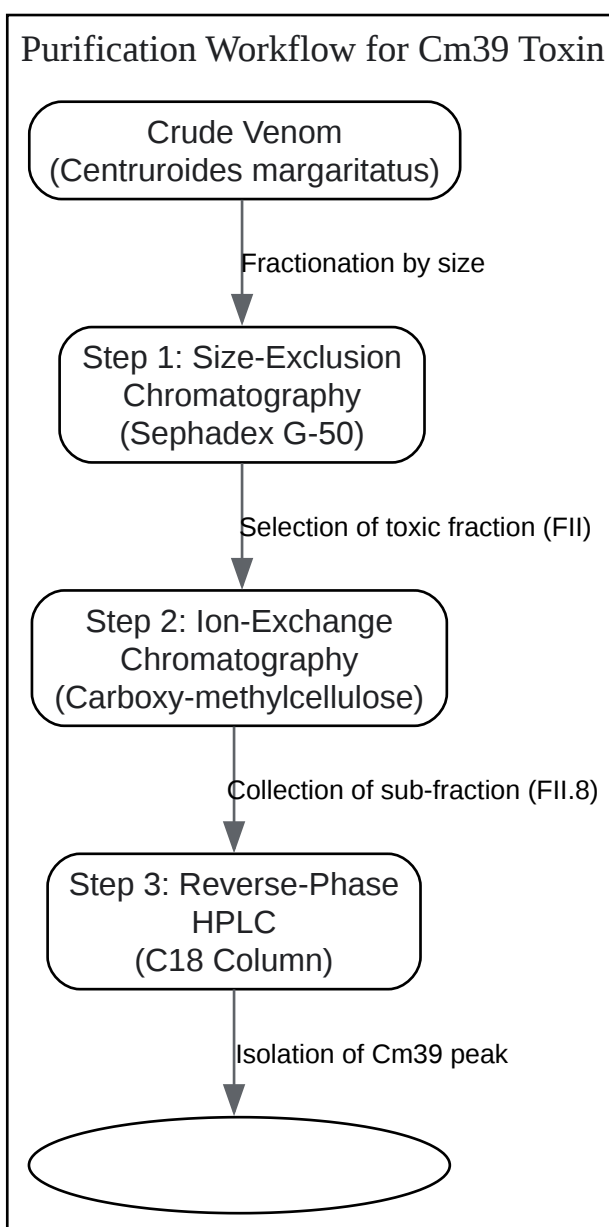 Purification Workflow for Cm39 Toxin
Crude Venom
(Centruroides margaritatus)
Fractionation by size
Step 1: Size-Exclusion
Chromatography
(Sephadex G-50)
Selection of toxic fraction (FII)
Step 2: Ion-Exchange
Chromatography
(Carboxy-methylcellulose)
Collection of sub-fraction (FII.8)
Step 3: Reverse-Phase
HPLC
(C18 Column)
Isolation of Cm39 peak